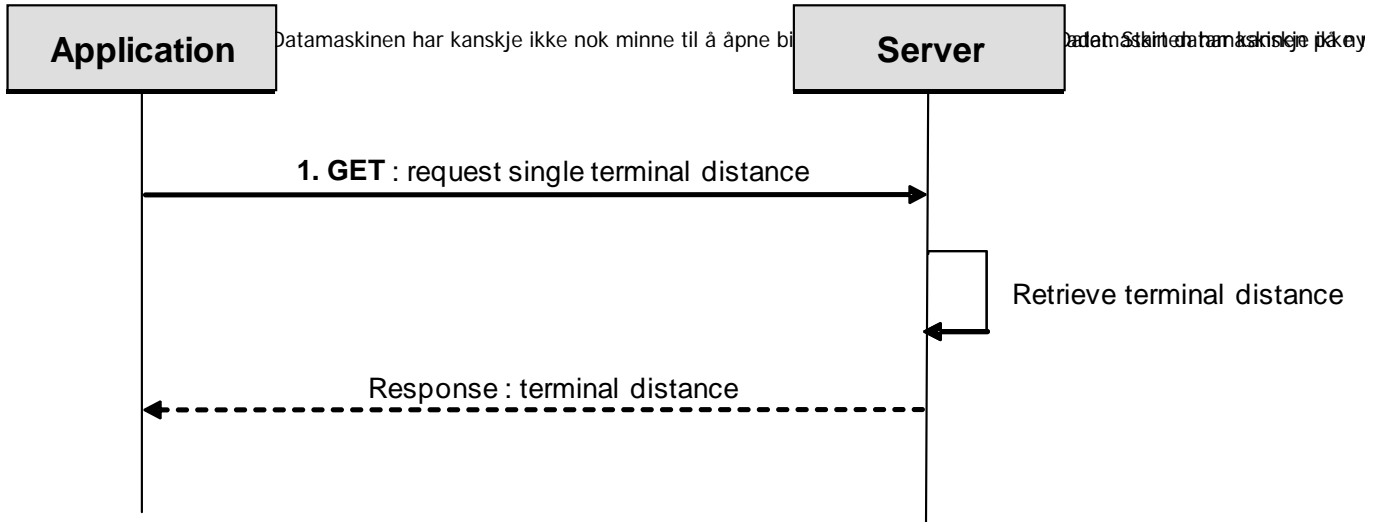 Application
Datamaskinen har kanskje ikke nok minne til å åpne bi
Server
1. GET : request single terminal distance
Retrieve terminal distance
Response : terminal distance